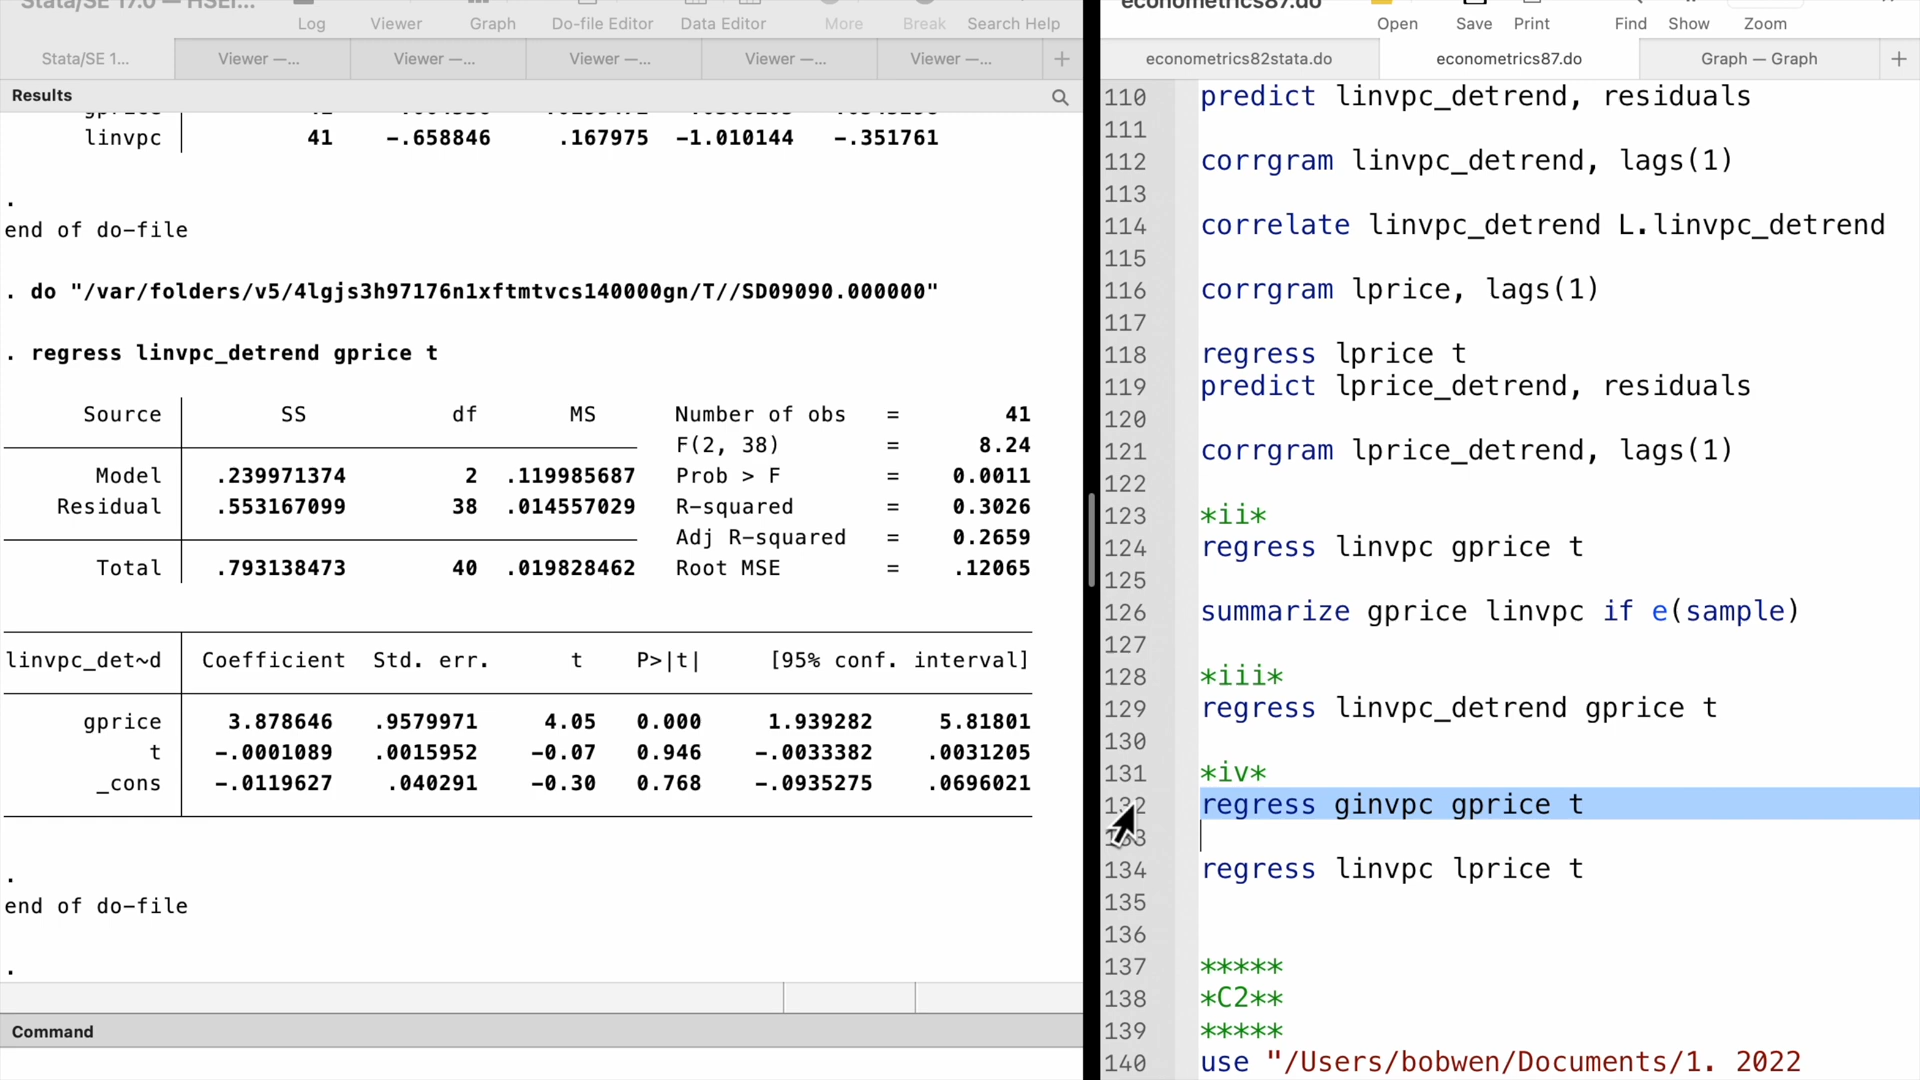 Stata/SE 17.0 — HSEI...
Log Viewer Graph Do-file Editor Data Editor More Break Search Help
Stata/SE 1... Viewer —... Viewer —... Viewer —... Viewer —... Viewer —... +
Results
linvpc 41 -.658846 .167975 -1.010144 -.351761
.
end of do-file
. do "/var/folders/v5/4lgjs3h97176n1xftmtvcs140000gn/T//SD09090.000000"
. regress linvpc_detrend gprice t
Source SS df MS Number of obs = 41
F(2, 38) = 8.24
Model .239971374 2 .119985687 Prob > F = 0.0011
Residual .553167099 38 .014557029 R-squared = 0.3026
Adj R-squared = 0.2659
Total .793138473 40 .019828462 Root MSE = .12065
linvpc_det~d Coefficient Std. err. t P>|t| [95% conf. interval]
gprice 3.878646 .9579971 4.05 0.000 1.939282 5.81801
t -.0001089 .0015952 -0.07 0.946 -.0033382 .0031205
_cons -.0119627 .040291 -0.30 0.768 -.0935275 .0696021
.
end of do-file
.
Command
econometrics87.do
Open Save Print Find Show Zoom
econometrics82stata.do econometrics87.do Graph — Graph +
110 predict linvpc_detrend, residuals
111
112 corrgram linvpc_detrend, lags(1)
113
114 correlate linvpc_detrend L.linvpc_detrend
115
116 corrgram lprice, lags(1)
117
118 regress lprice t
119 predict lprice_detrend, residuals
120
121 corrgram lprice_detrend, lags(1)
122
123 *ii*
124 regress linvpc gprice t
125
126 summarize gprice linvpc if e(sample)
127
128 *iii*
129 regress linvpc_detrend gprice t
130
131 *iv*
132 regress ginvpc gprice t
133
134 regress linvpc lprice t
135
136
137 *****
138 *C2**
139 *****
140 use "/Users/bobwen/Documents/1. 2022